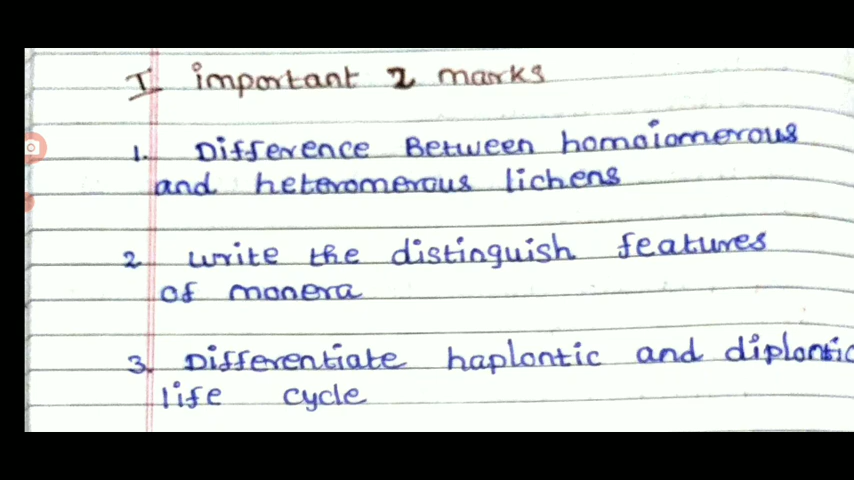 I important 2 marks
1. Difference Between homoiomerous
and heteromerous lichens
2 write the distinguish features
of monera
3. Differentiate haplontic and diplontic
life cycle